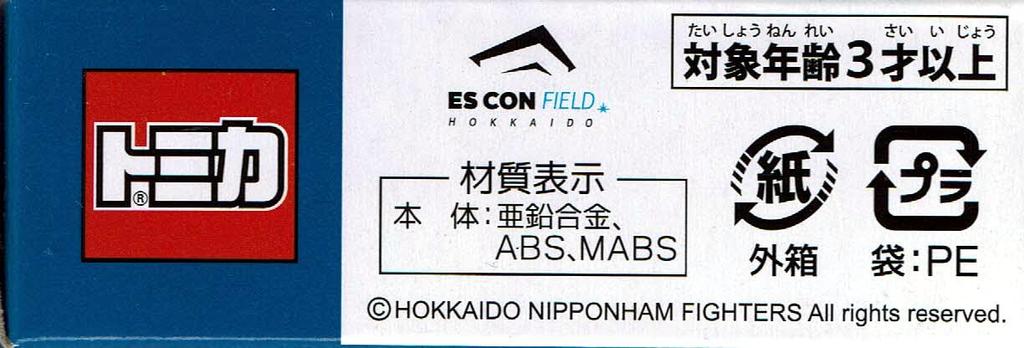 トミカ®
ES CON FIELD
HOKKAIDO
たいしょうねんれい さいいじょう
対象年齢3才以上
材質表示
本 体:亜鉛合金、
ABS、MABS
紙
外箱
プラ
袋:PE
©HOKKAIDO NIPPONHAM FIGHTERS All rights reserved.